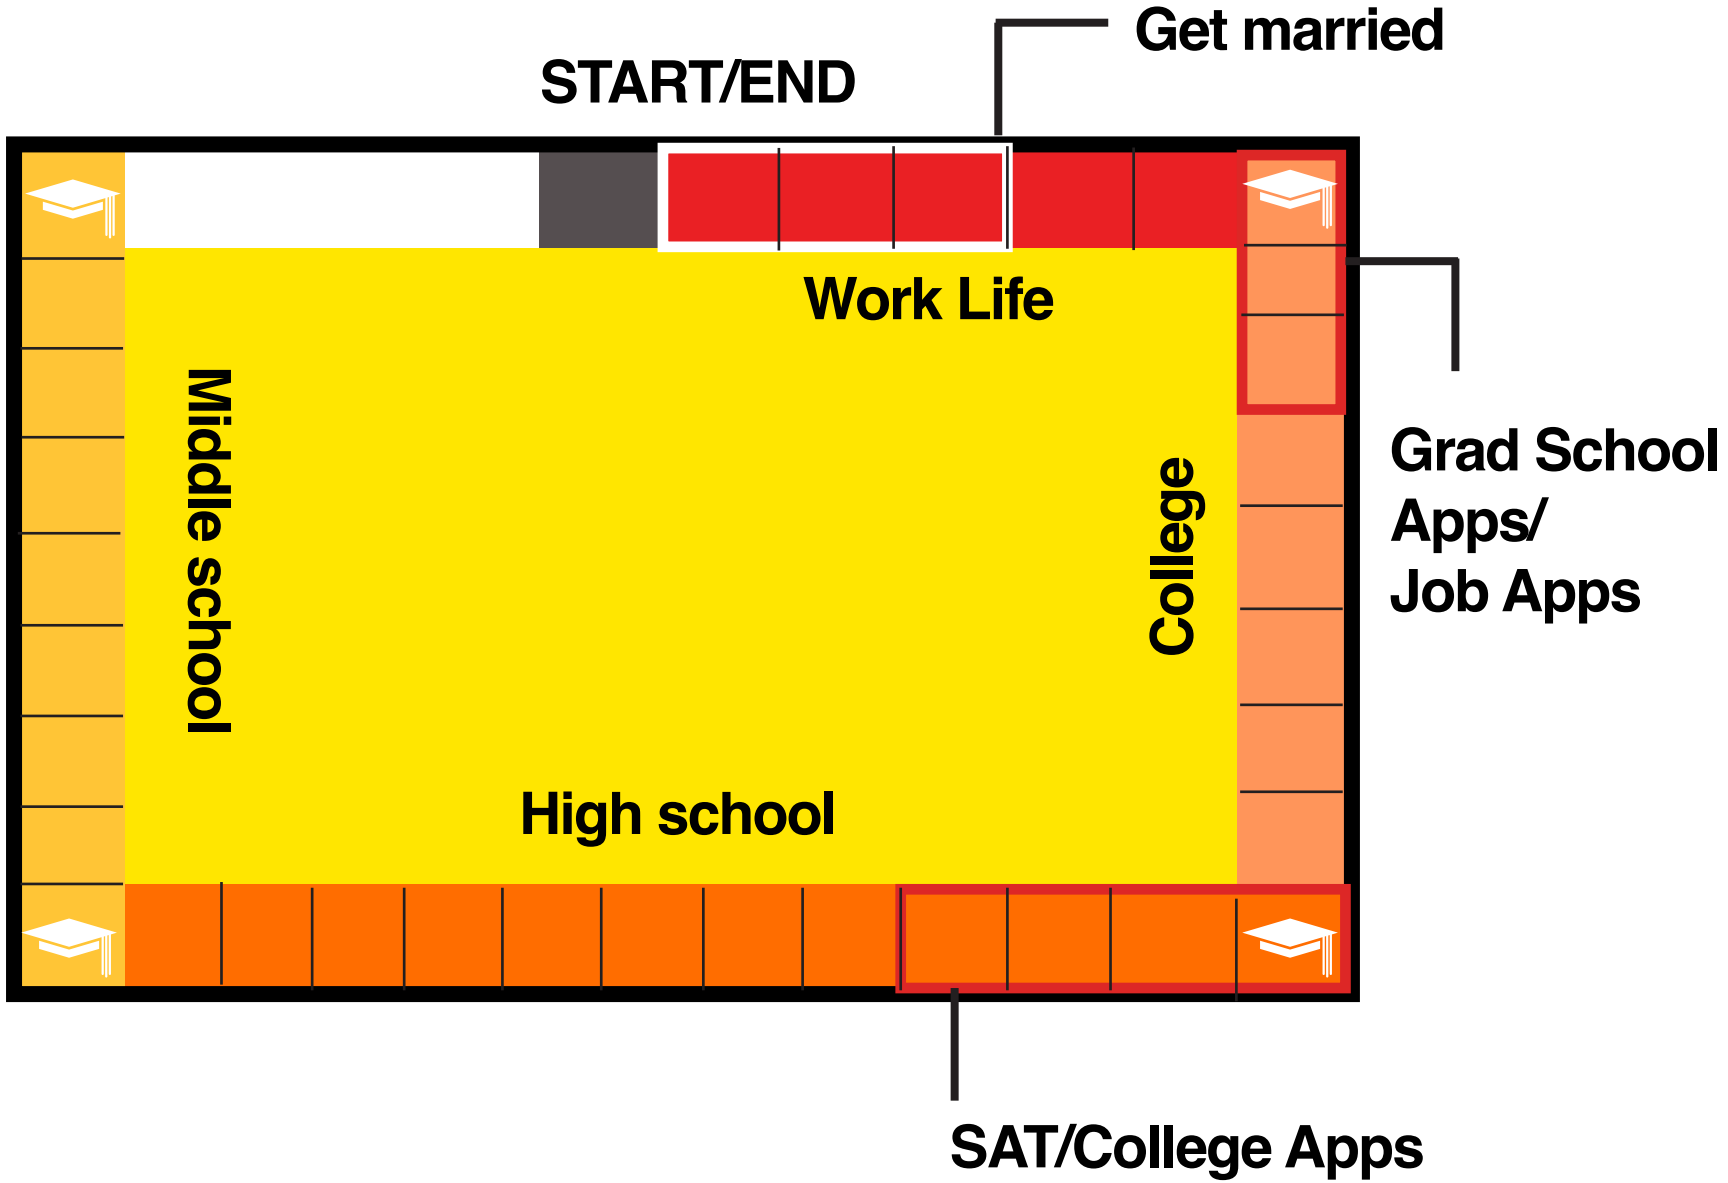 Get married
START/END
Work Life
Middle school
College
Grad School
Apps/
Job Apps
High school
SAT/College Apps